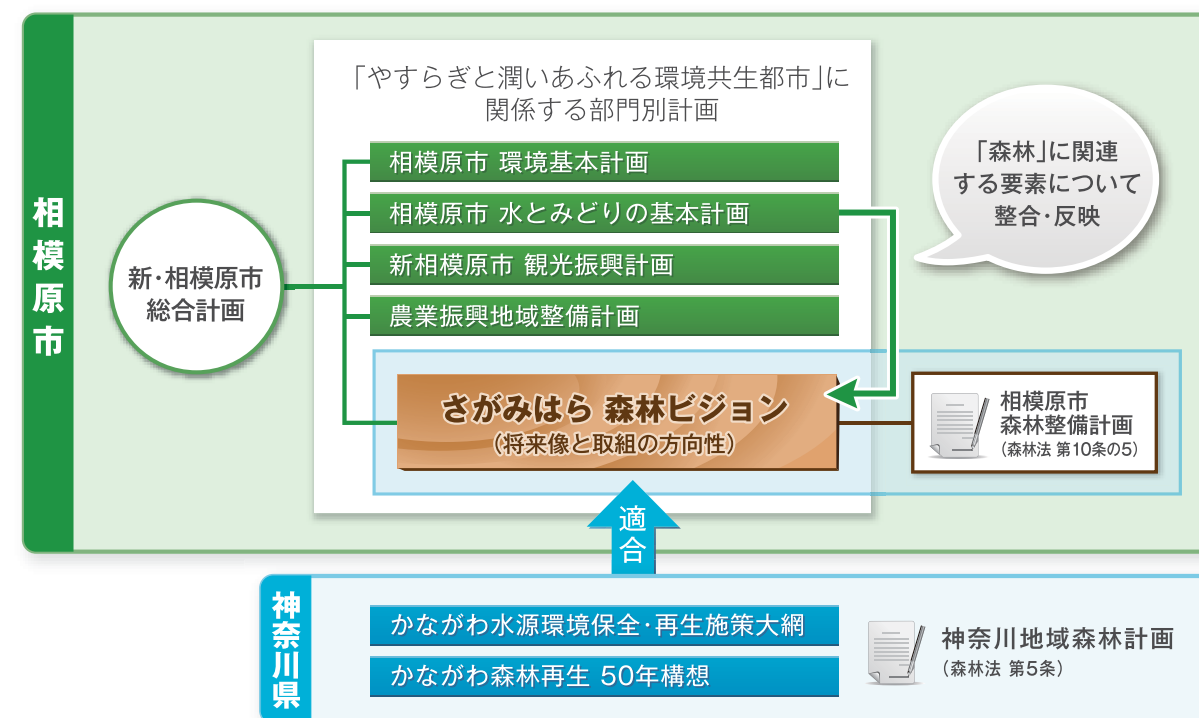 相模原市
「やすらぎと潤いあふれる環境共生都市」に
関係する部門別計画
新・相模原市
総合計画
相模原市 環境基本計画
相模原市 水とみどりの基本計画
新相模原市 観光振興計画
農業振興地域整備計画
「森林」に関連
する要素について
整合・反映
さがみはら 森林ビジョン
(将来像と取組の方向性)
相模原市
森林整備計画
(森林法 第10条の5)
適合
神奈川県
かながわ水源環境保全・再生施策大綱
かながわ森林再生 50年構想
神奈川地域森林計画
(森林法 第5条)